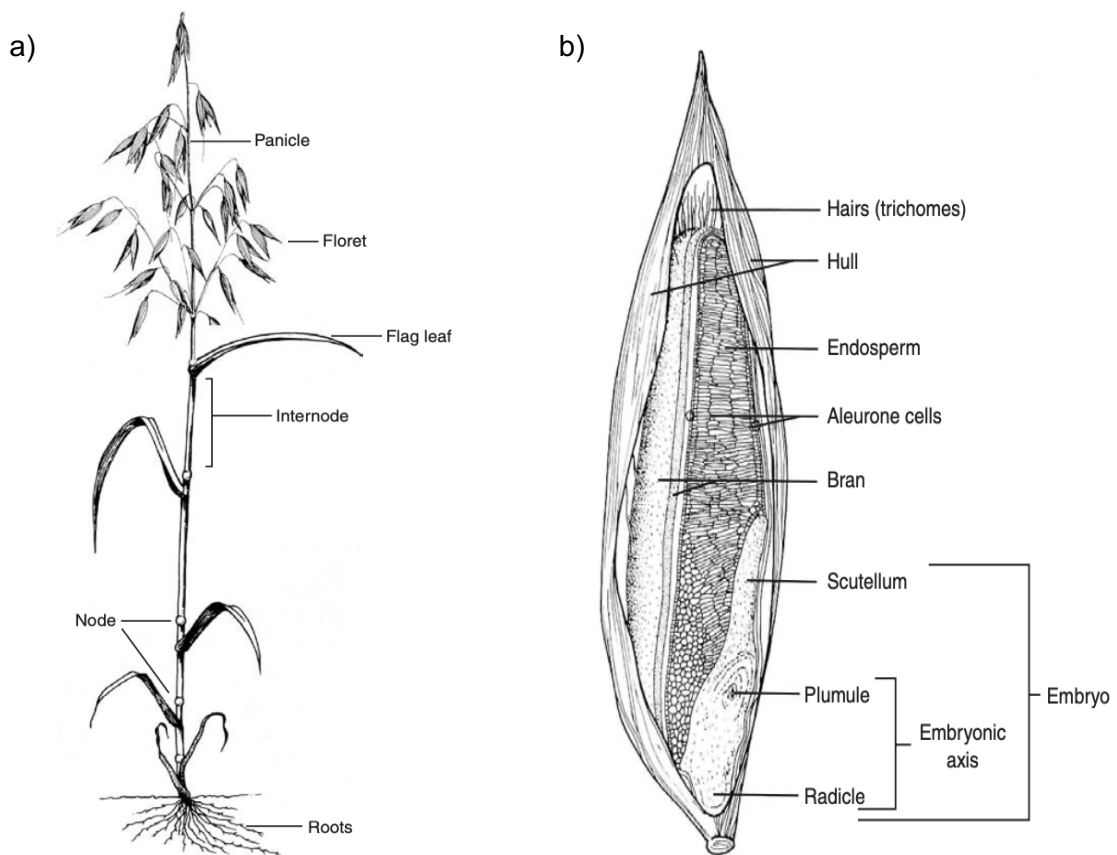 a)
Panicle
Floret
Flag leaf
Internode
Node
Roots
b)
Hairs (trichomes)
Hull
Endosperm
Aleurone cells
Bran
Scutellum
Plumule
Embryo
Embryonic
axis
Radicle